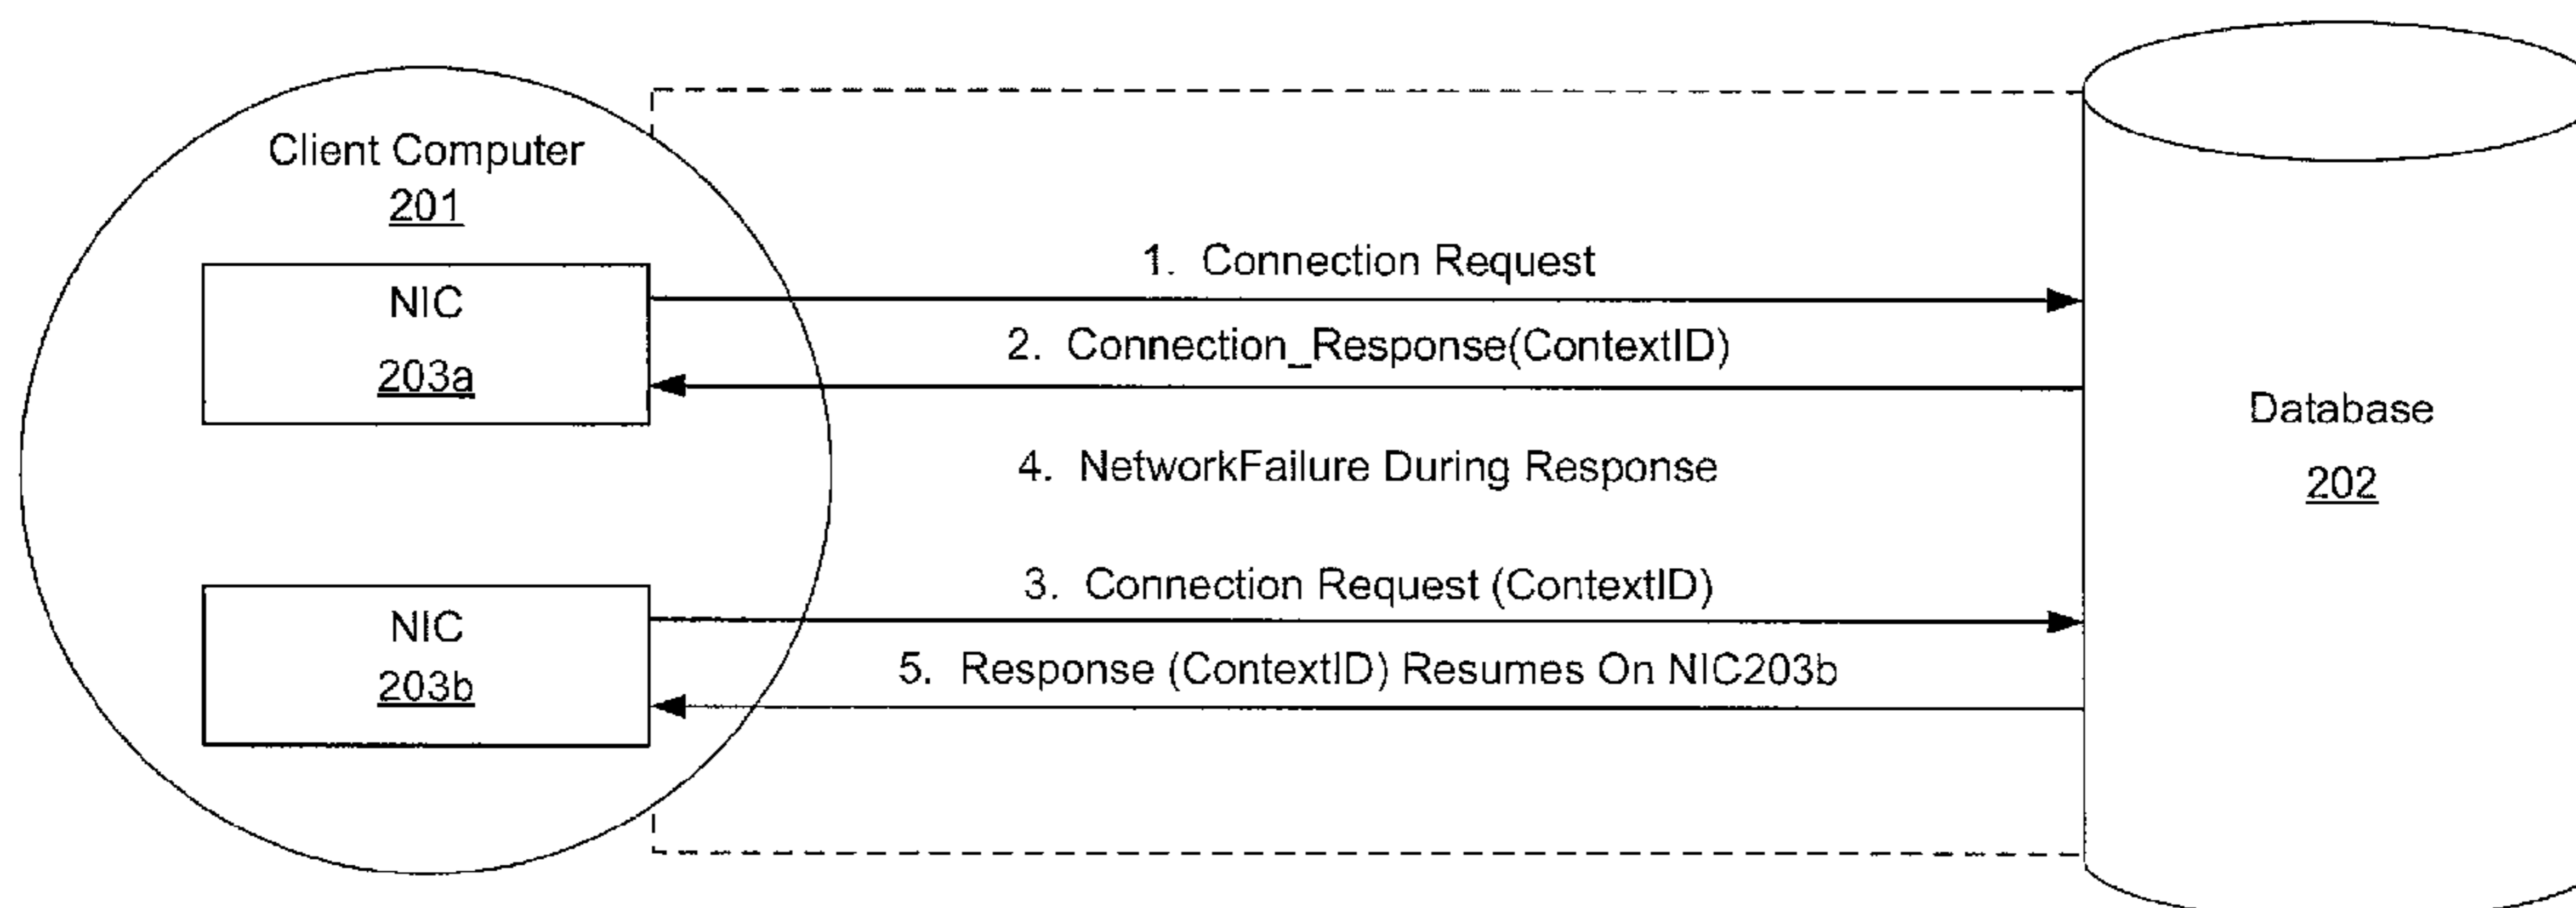 Client Computer
201
NIC
203a
1. Connection Request
2. Connection_Response(ContextID)
4. NetworkFailure During Response
NIC
203b
3. Connection Request (ContextID)
5. Response (ContextID) Resumes On NIC203b
Database
202